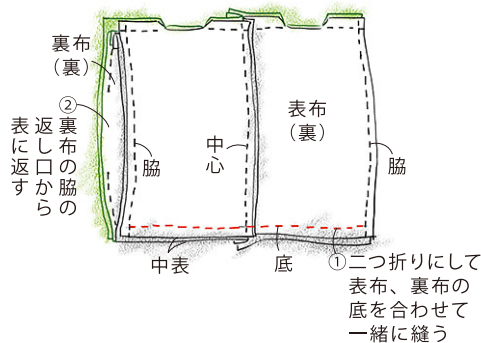 裏布
（裏）
②裏布の脇の
返し口から
表に返す
脇
中心
表布
（裏）
脇
中表
底
①二つ折りにして
表布、裏布の
底を合わせて
一緒に縫う